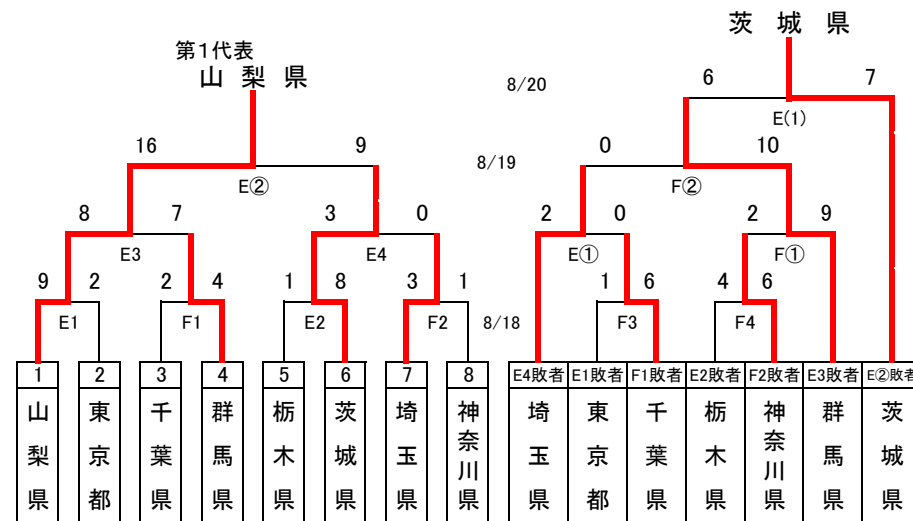 茨城県
第1代表
山梨県
8/20 6 7
E(1)
16 9 8/19 0 10
E② F②
8 7 3 0 2 0 2 9
E3 E4 E① F①
9 2 2 4 1 8 3 1 1 6 4 6
E1 F1 E2 F2 8/18 F3 F4
1 2 3 4 5 6 7 8 E4敗者 E1敗者 F1敗者 E2敗者 F2敗者 E3敗者 E②敗者
山梨県 東京都 千葉県 群馬県 栃木県 茨城県 埼玉県 神奈川県 埼玉県 東京都 千葉県 栃木県 神奈川県 群馬県 茨城県